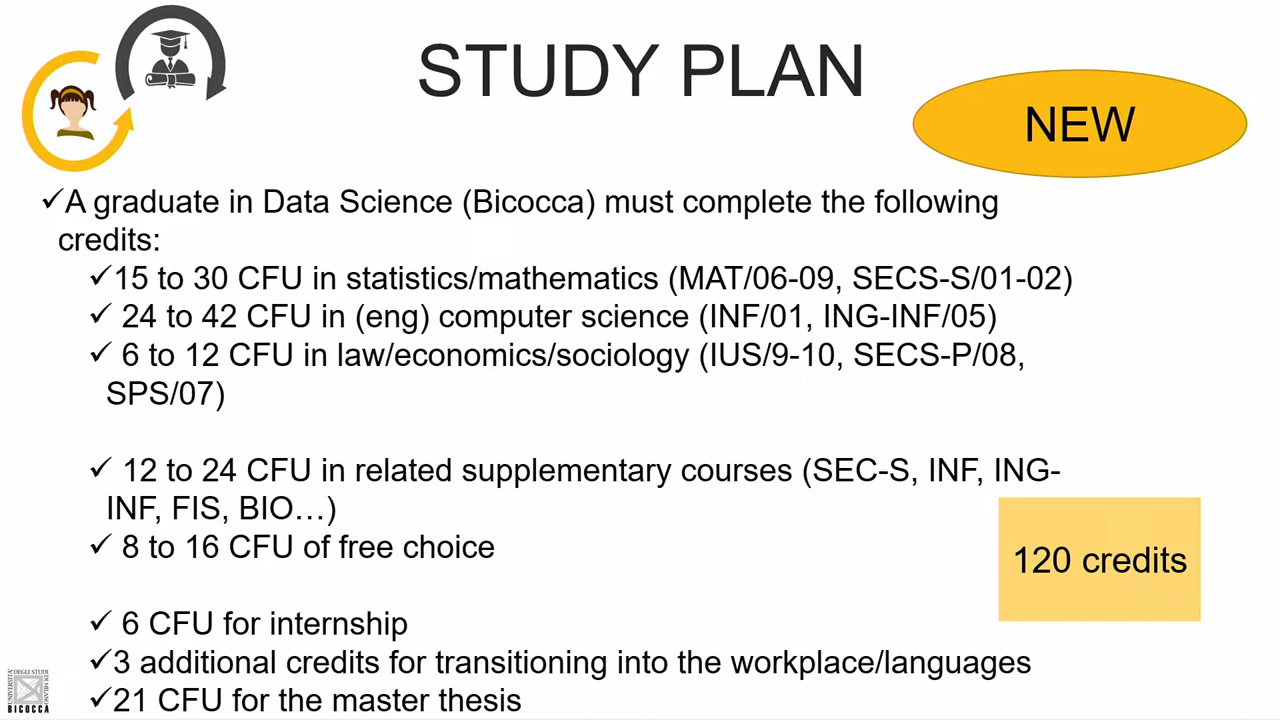 STUDY PLAN
NEW
✓A graduate in Data Science (Bicocca) must complete the following
credits:
✓15 to 30 CFU in statistics/mathematics (MAT/06-09, SECS-S/01-02)
✓ 24 to 42 CFU in (eng) computer science (INF/01, ING-INF/05)
✓ 6 to 12 CFU in law/economics/sociology (IUS/9-10, SECS-P/08,
SPS/07)
✓ 12 to 24 CFU in related supplementary courses (SEC-S, INF, ING-
INF, FIS, BIO…)
✓ 8 to 16 CFU of free choice
120 credits
✓ 6 CFU for internship
✓3 additional credits for transitioning into the workplace/languages
✓21 CFU for the master thesis
UNIVERSITA'
DEGLI STUDI
DI MILANO
BICOCCA